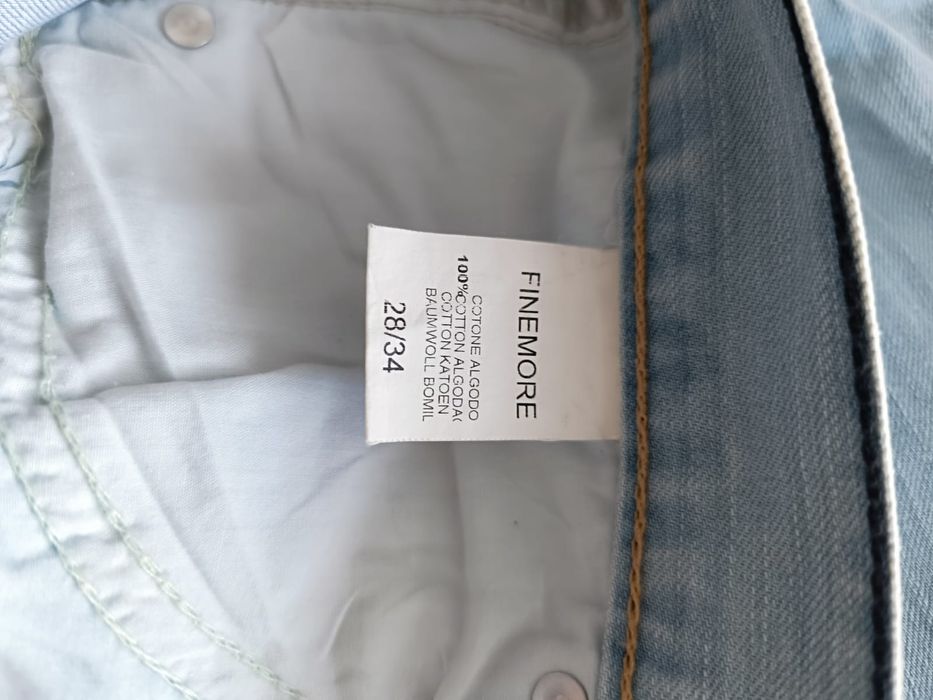 FINEMORE
COTONE ALGODO
100%COTTON ALGODA(
COTTON KATOEN
BAUMWOLL BOMIL
28/34